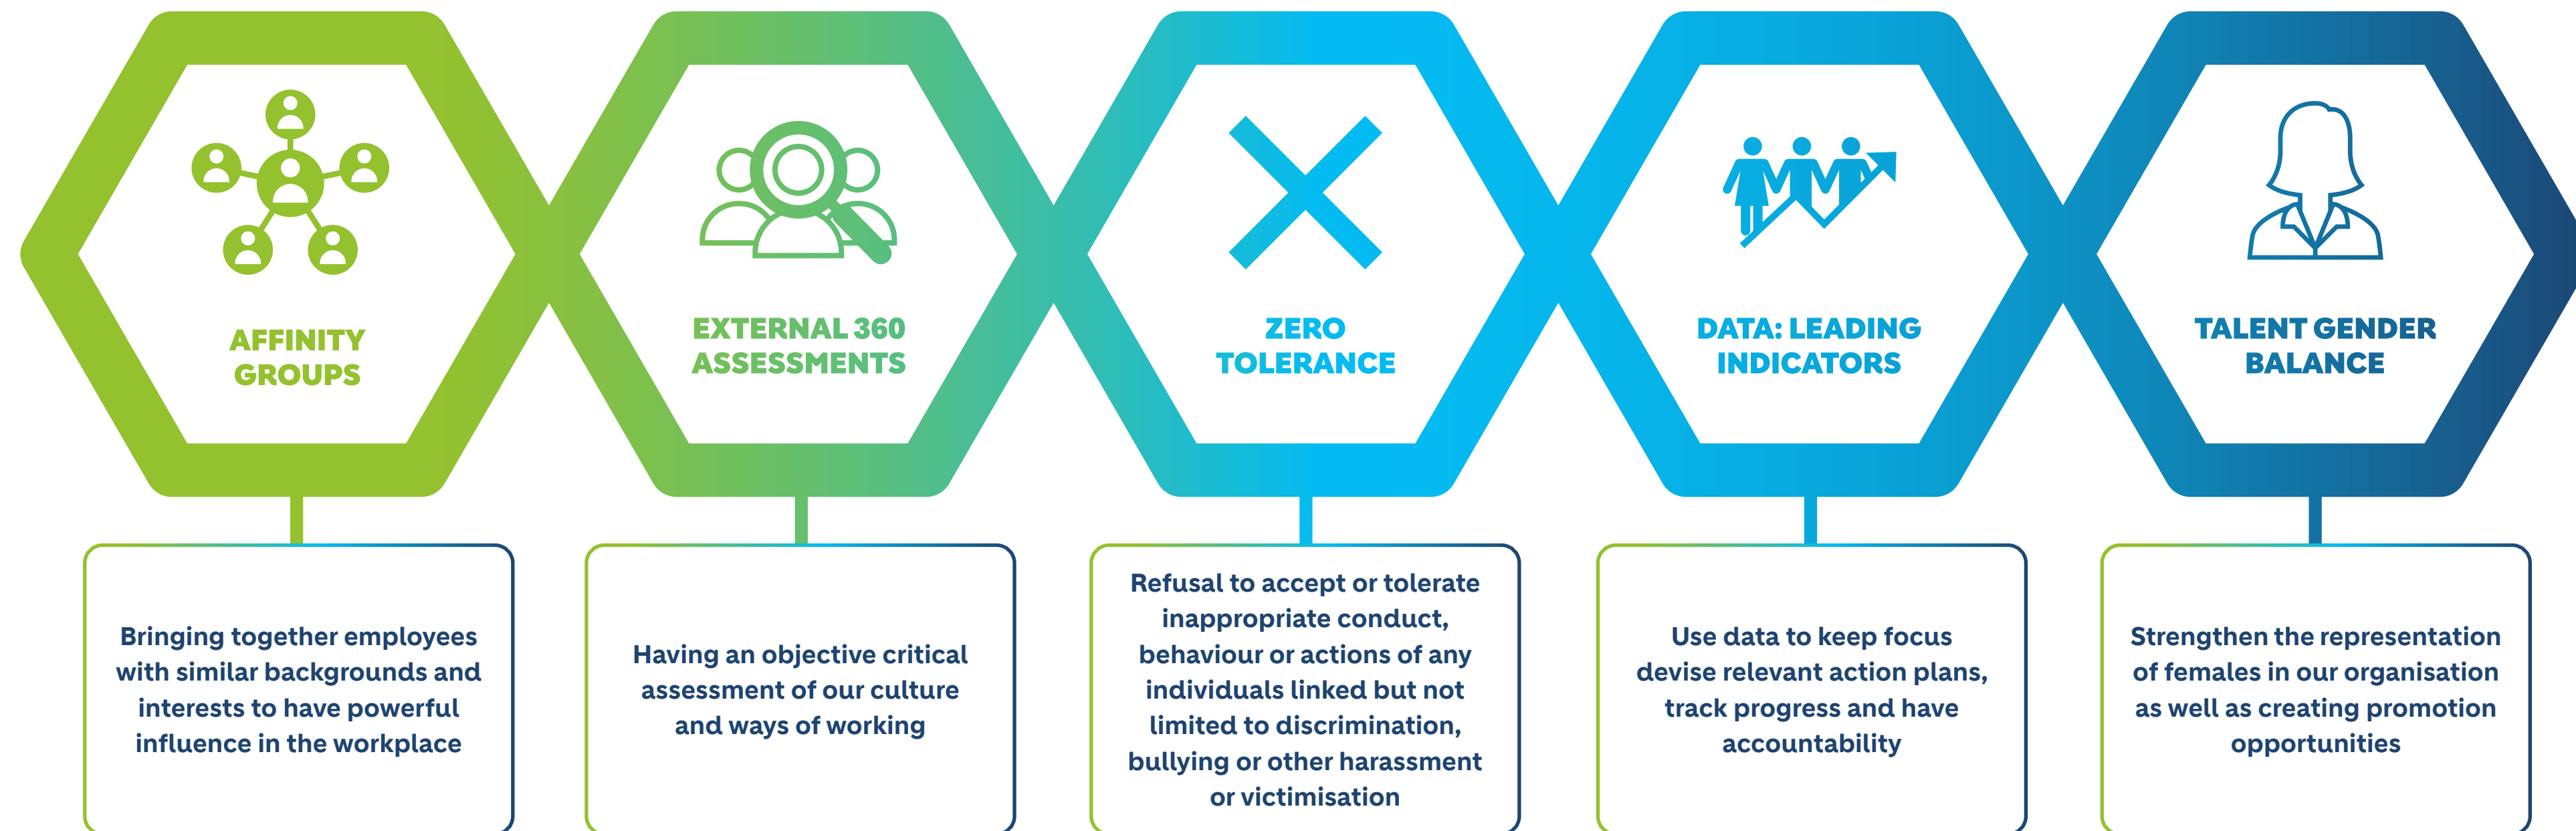 AFFINITY
GROUPS
EXTERNAL 360
ASSESSMENTS
ZERO
TOLERANCE
DATA: LEADING
INDICATORS
TALENT GENDER
BALANCE
Bringing together employees
with similar backgrounds and
interests to have powerful
influence in the workplace
Having an objective critical
assessment of our culture
and ways of working
Refusal to accept or tolerate
inappropriate conduct,
behaviour or actions of any
individuals linked but not
limited to discrimination,
bullying or other harassment
or victimisation
Use data to keep focus
devise relevant action plans,
track progress and have
accountability
Strengthen the representation
of females in our organisation
as well as creating promotion
opportunities